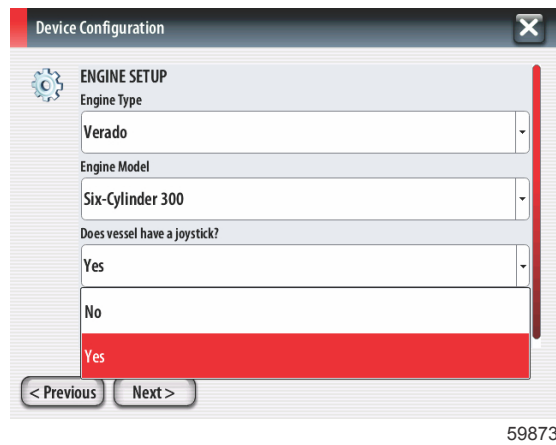 Device Configuration
ENGINE SETUP
Engine Type
Verado
Engine Model
Six-Cylinder 300
Does vessel have a joystick?
Yes
No
Yes
< Previous
Next >
59873